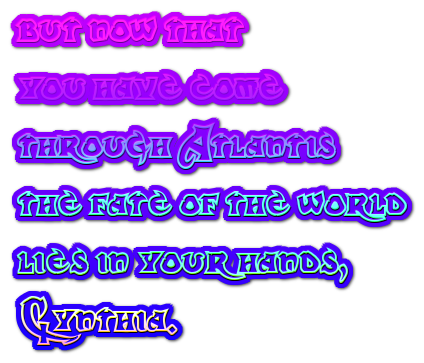 But now that
you have come
through Atlantis
the fate of the world
lies in your hands,
Cynthia.